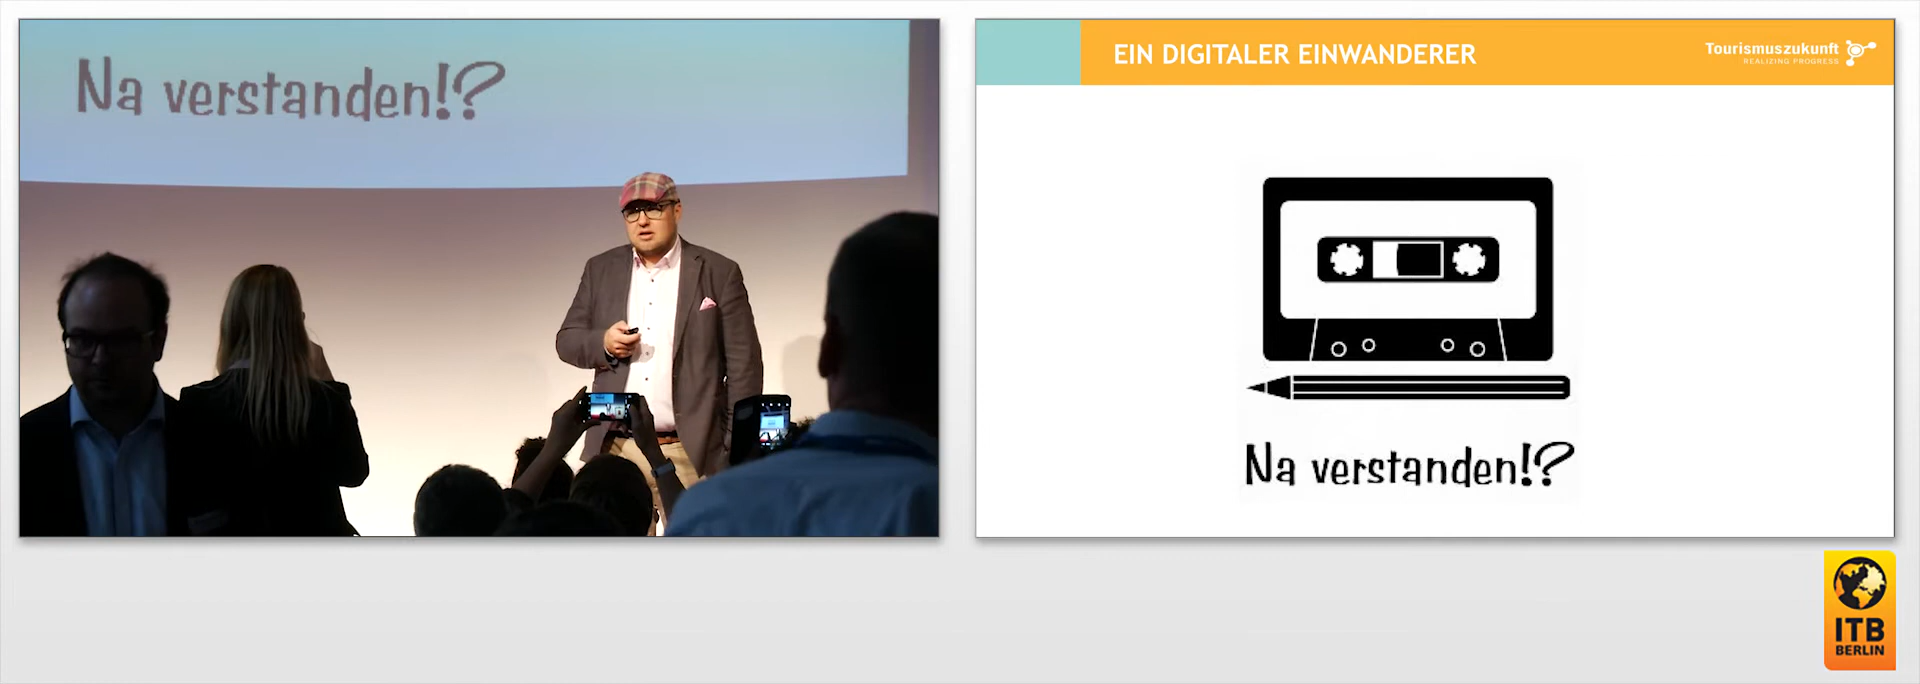 Na verstanden!?
EIN DIGITALER EINWANDERER
Tourismuszukunft
REALIZING PROGRESS
Na verstanden!?
ITB
BERLIN